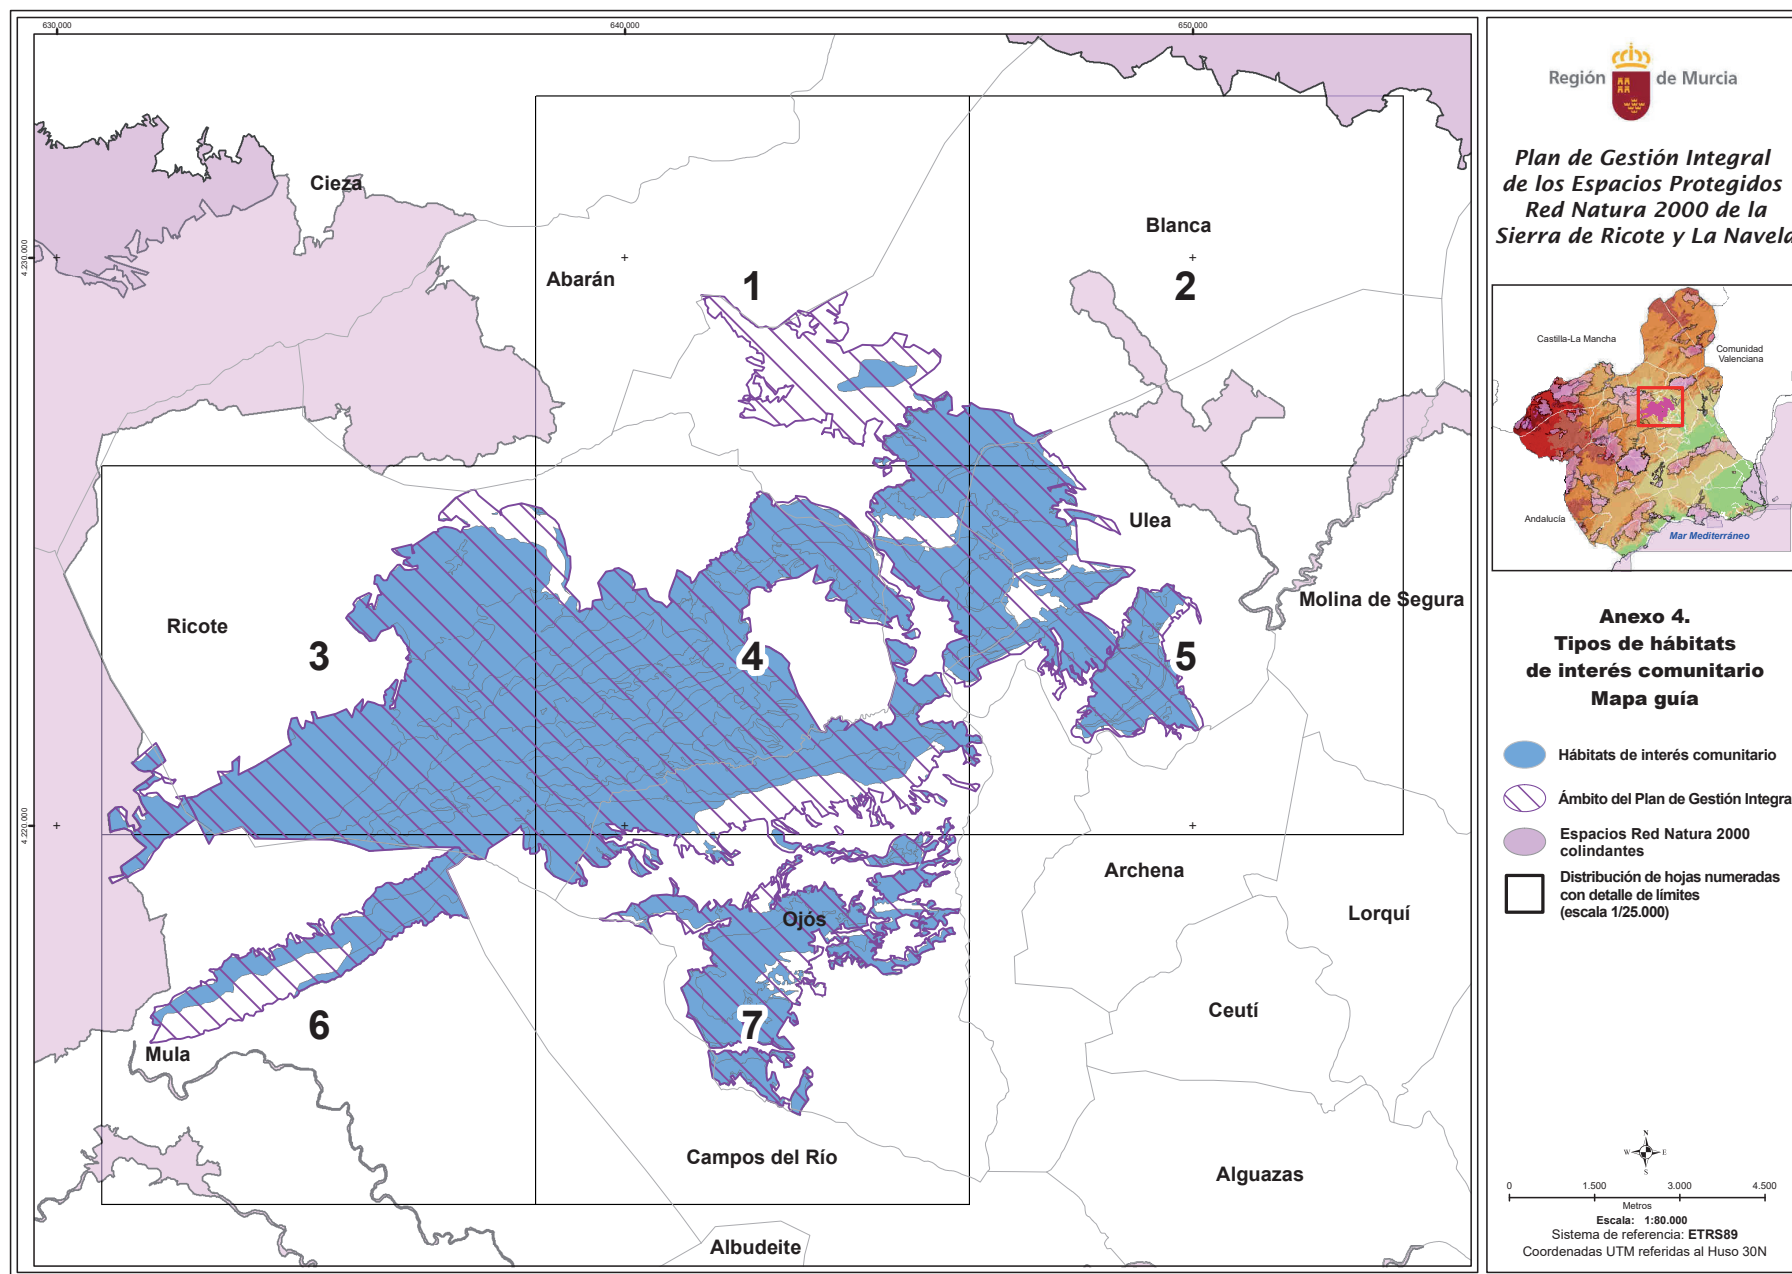 630.000
640.000
650.000
4.230.000
4.220.000
Cieza
Abarán
Blanca
Ulea
Molina de Segura
Ricote
Ojós
Archena
Lorquí
Ceutí
Mula
Campos del Río
Alguazas
Albudeite
1
2
3
4
5
6
7
Región de Murcia
Plan de Gestión Integral
de los Espacios Protegidos
Red Natura 2000 de la
Sierra de Ricote y La Navela
Castilla-La Mancha
Comunidad
Valenciana
Andalucía
Mar Mediterráneo
Anexo 4.
Tipos de hábitats
de interés comunitario
Mapa guía
Hábitats de interés comunitario
Ámbito del Plan de Gestión Integra
Espacios Red Natura 2000
colindantes
Distribución de hojas numeradas
con detalle de límites
(escala 1/25.000)
N
W E
S
0 1.500 3.000 4.500
Metros
Escala: 1:80.000
Sistema de referencia: ETRS89
Coordenadas UTM referidas al Huso 30N